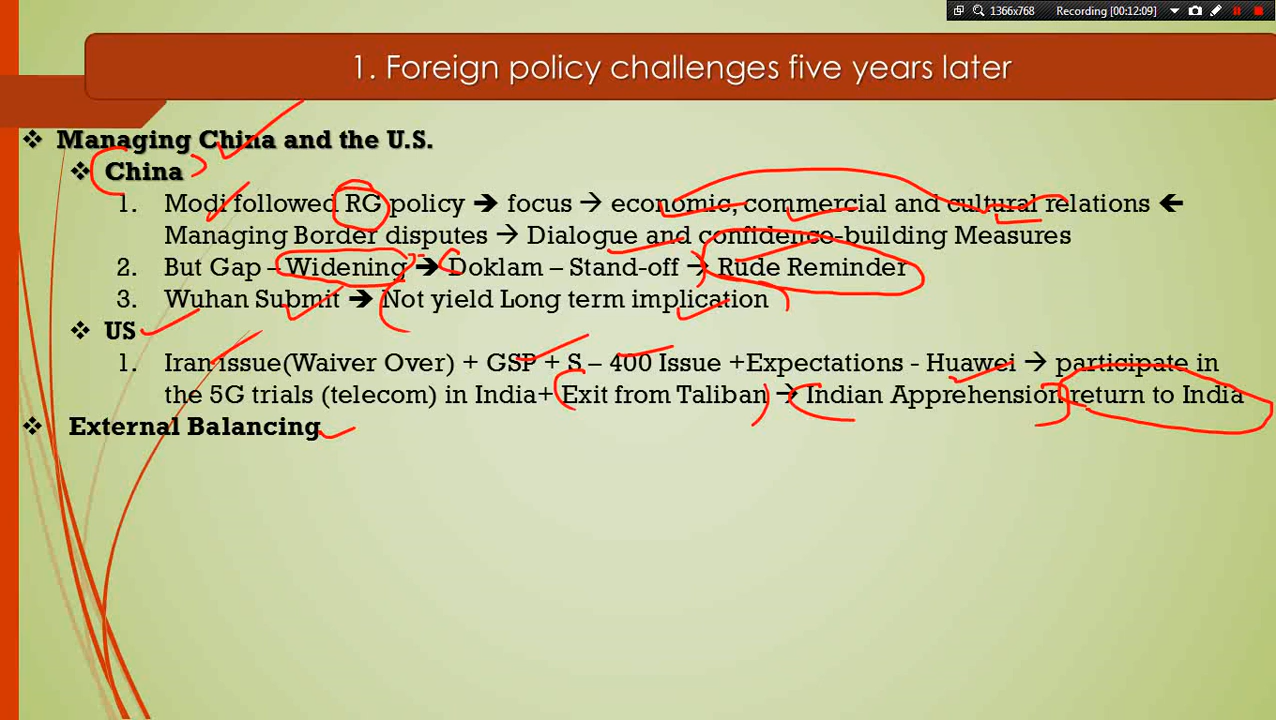 1366x768 Recording [00:12:09]
1. Foreign policy challenges five years later
❖ Managing China and the U.S.
❖ China
1. Modi followed RG policy ➔ focus → economic, commercial and cultural relations 🡸
Managing Border disputes → Dialogue and confidence-building Measures
2. But Gap – Widening ➔ Doklam – Stand-off → Rude Reminder
3. Wuhan Submit ➔ Not yield Long term implication
❖ US
1. Iran issue(Waiver Over) + GSP + S – 400 Issue +Expectations - Huawei → participate in
the 5G trials (telecom) in India+ Exit from Taliban → Indian Apprehension return to India
❖ External Balancing